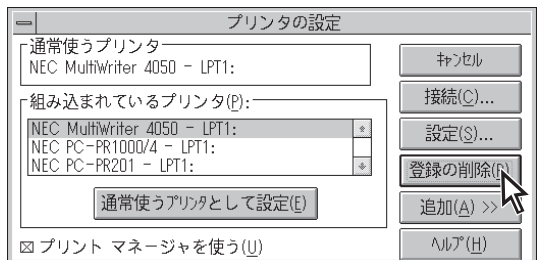 プリンタの設定
通常使うプリンタ
NEC MultiWriter 4050 - LPT1:
組み込まれているプリンタ(P):
NEC MultiWriter 4050 - LPT1:
NEC PC-PR1000/4 - LPT1:
NEC PC-PR201 - LPT1:
通常使うプリンタとして設定(E)
プリント マネージャを使う(U)
キャンセル
接続(C)...
設定(S)...
登録の削除(D)
追加(A) >>
ヘルプ(H)